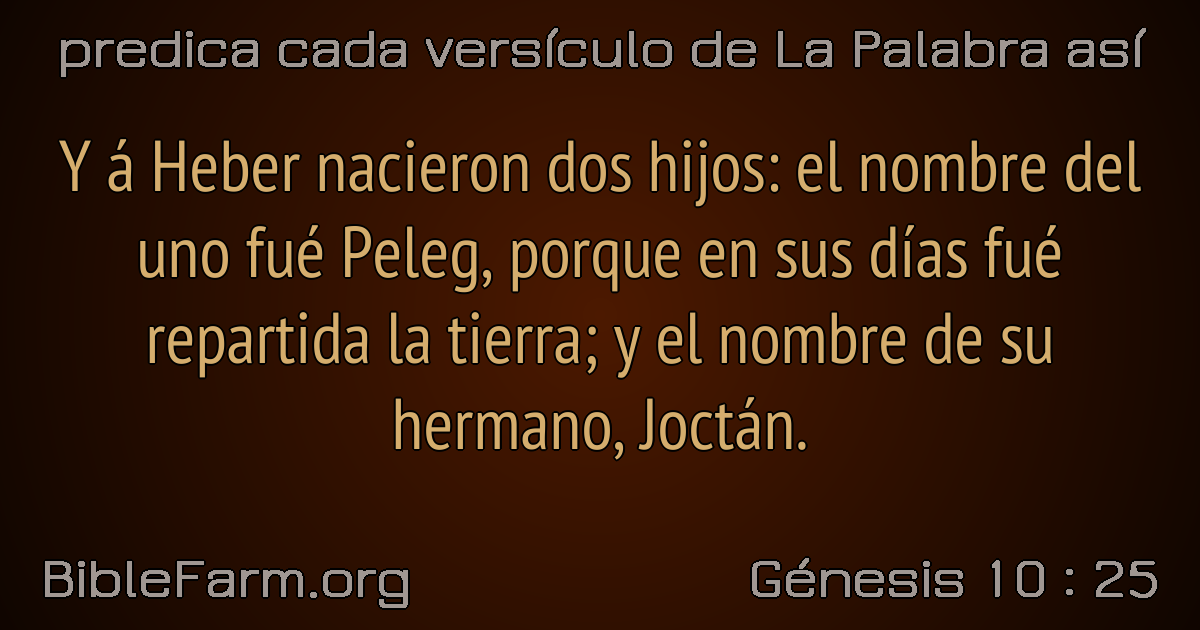 predica cada versículo de La Palabra así
Y á Heber nacieron dos hijos: el nombre del
uno fué Peleg, porque en sus días fué
repartida la tierra; y el nombre de su
hermano, Joctán.
BibleFarm.org
Génesis 10 : 25